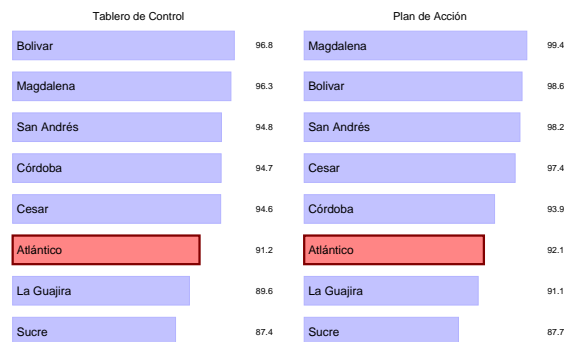 Tablero de Control
Bolivar 96.8
Magdalena 96.3
San Andrés 94.8
Córdoba 94.7
Cesar 94.6
Atlántico 91.2
La Guajira 89.6
Sucre 87.4
Plan de Acción
Magdalena 99.4
Bolivar 98.6
San Andrés 98.2
Cesar 97.4
Córdoba 93.9
Atlántico 92.1
La Guajira 91.1
Sucre 87.7